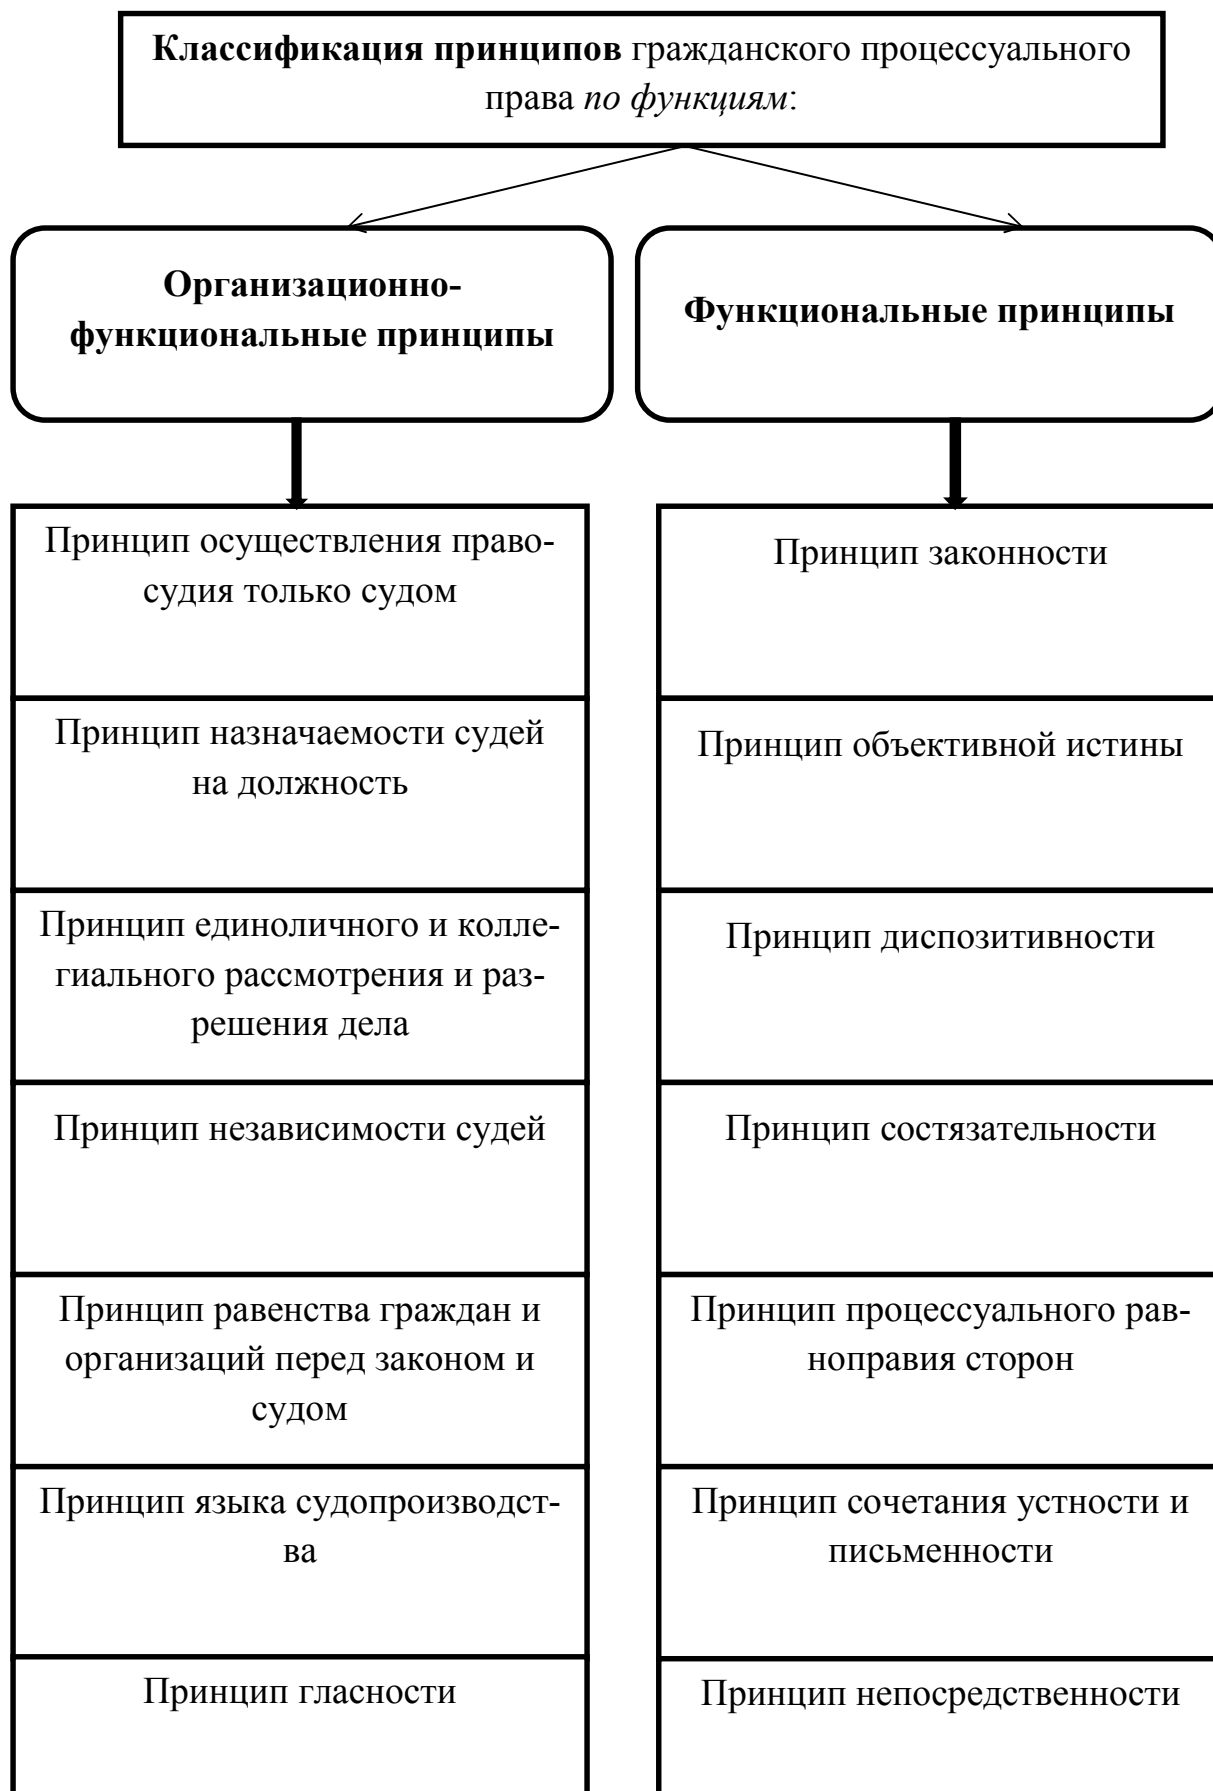 Классификация принципов гражданского процессуального
права по функциям:
Организационно-
функциональные принципы
Функциональные принципы
Принцип осуществления право-
судия только судом
Принцип законности
Принцип назначаемости судей
на должность
Принцип объективной истины
Принцип единоличного и колле-
гиального рассмотрения и раз-
решения дела
Принцип диспозитивности
Принцип независимости судей
Принцип состязательности
Принцип равенства граждан и
организаций перед законом и
судом
Принцип процессуального рав-
ноправия сторон
Принцип языка судопроизводст-
ва
Принцип сочетания устности и
письменности
Принцип гласности
Принцип непосредственности